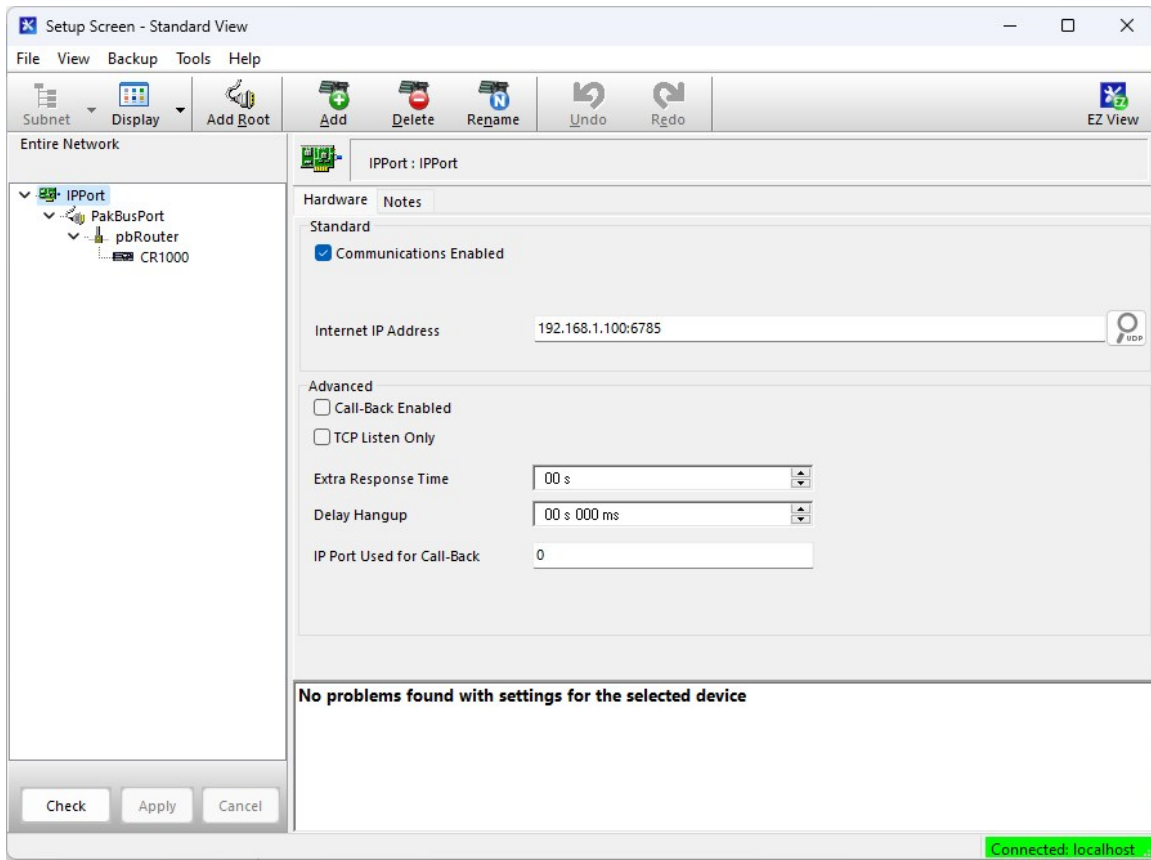 Setup Screen - Standard View
File View Backup Tools Help
Subnet Display Add Root Add Delete Rename Undo Redo EZ View
Entire Network
IPPort
PakBusPort
pbRouter
CR1000
IPPort : IPPort
Hardware Notes
Standard
Communications Enabled
Internet IP Address 192.168.1.100:6785 UDP
Advanced
Call-Back Enabled
TCP Listen Only
Extra Response Time 00 s
Delay Hangup 00 s 000 ms
IP Port Used for Call-Back 0
No problems found with settings for the selected device
Check Apply Cancel
Connected: localhost